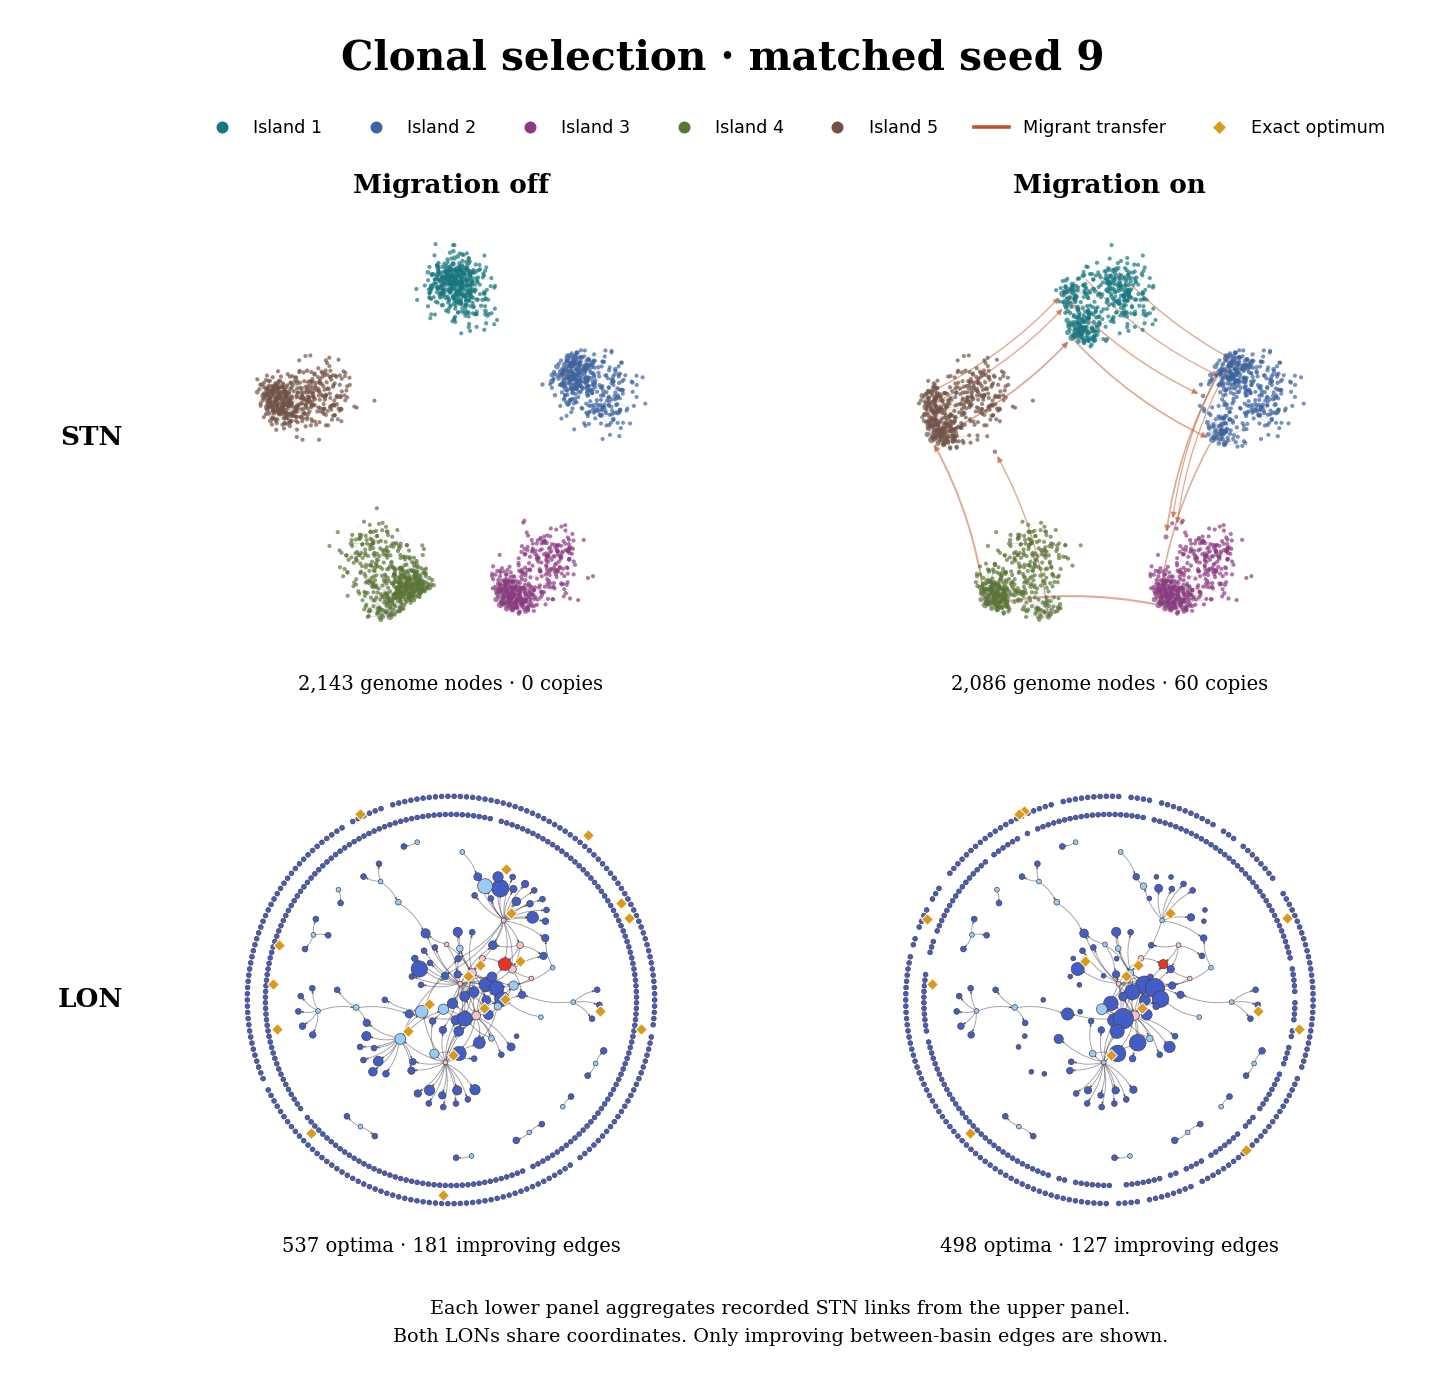 Clonal selection · matched seed 9
Island 1 Island 2 Island 3 Island 4 Island 5 Migrant transfer Exact optimum
Migration off Migration on
STN
2,143 genome nodes · 0 copies 2,086 genome nodes · 60 copies
LON
537 optima · 181 improving edges 498 optima · 127 improving edges
Each lower panel aggregates recorded STN links from the upper panel.
Both LONs share coordinates. Only improving between-basin edges are shown.